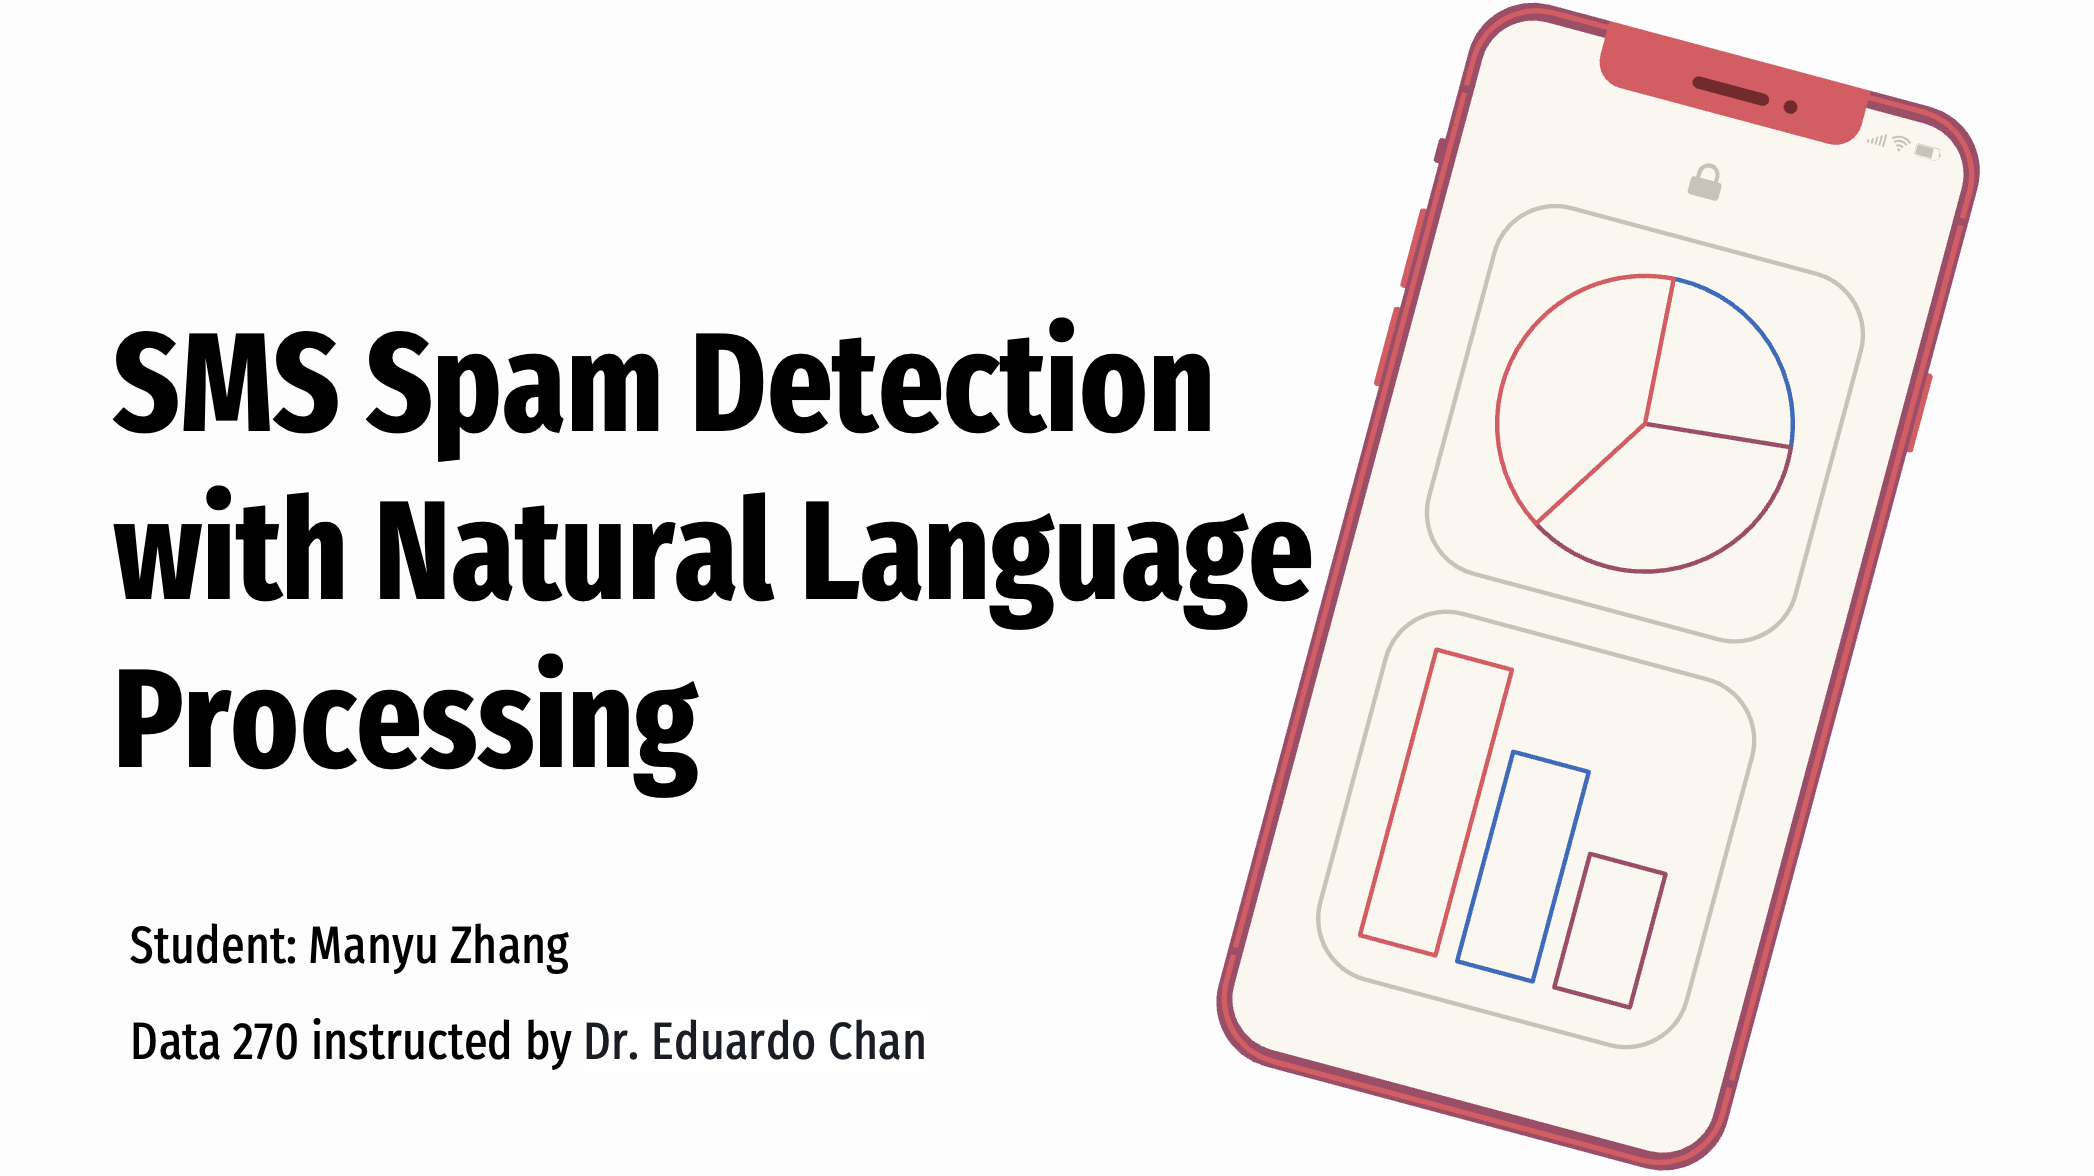 SMS Spam Detection
with Natural Language
Processing
Student: Manyu Zhang
Data 270 instructed by Dr. Eduardo Chan